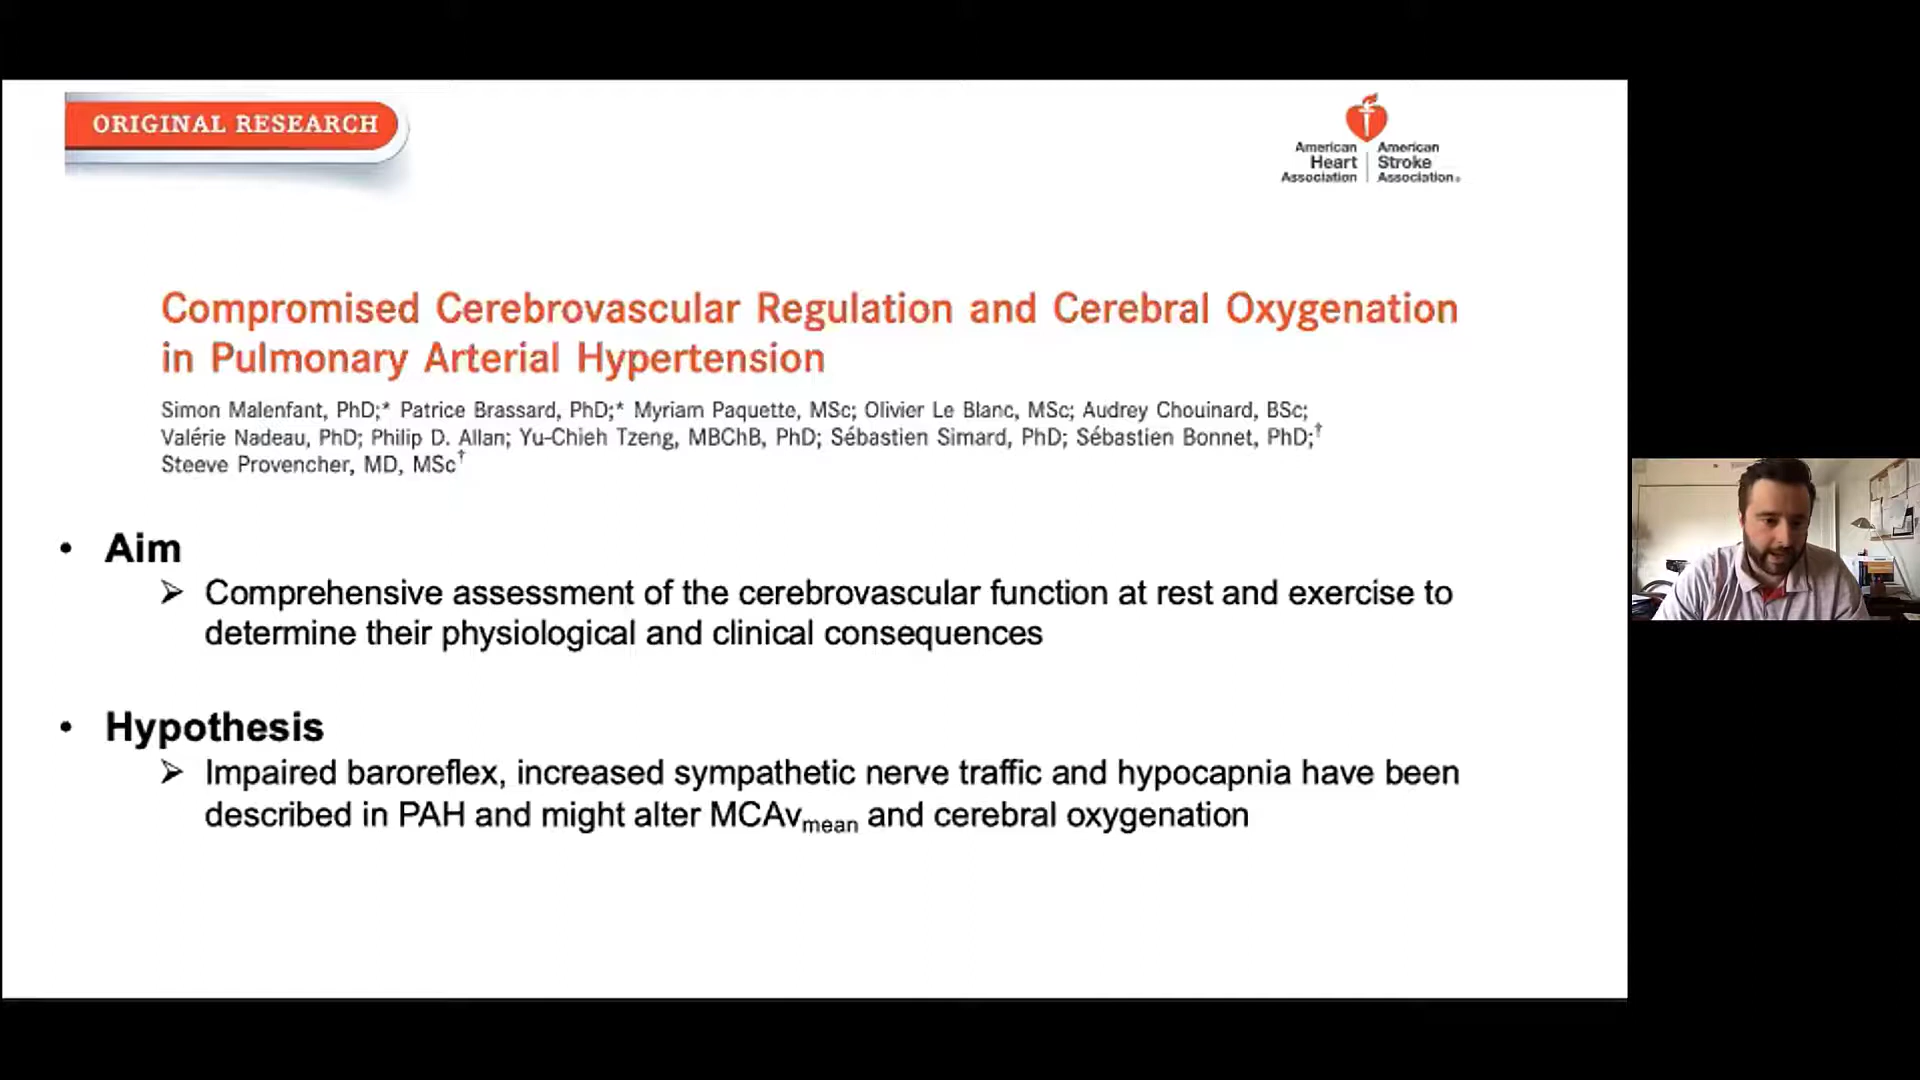 ORIGINAL RESEARCH
American Heart Association
American Stroke Association®
Compromised Cerebrovascular Regulation and Cerebral Oxygenation
in Pulmonary Arterial Hypertension
Simon Malenfant, PhD;* Patrice Brassard, PhD;* Myriam Paquette, MSc; Olivier Le Blanc, MSc; Audrey Chouinard, BSc;
Valérie Nadeau, PhD; Philip D. Allan; Yu-Chieh Tzeng, MBChB, PhD; Sébastien Simard, PhD; Sébastien Bonnet, PhD;†
Steeve Provencher, MD, MSc†
• Aim
➢ Comprehensive assessment of the cerebrovascular function at rest and exercise to
determine their physiological and clinical consequences
• Hypothesis
➢ Impaired baroreflex, increased sympathetic nerve traffic and hypocapnia have been
described in PAH and might alter MCAvmean and cerebral oxygenation